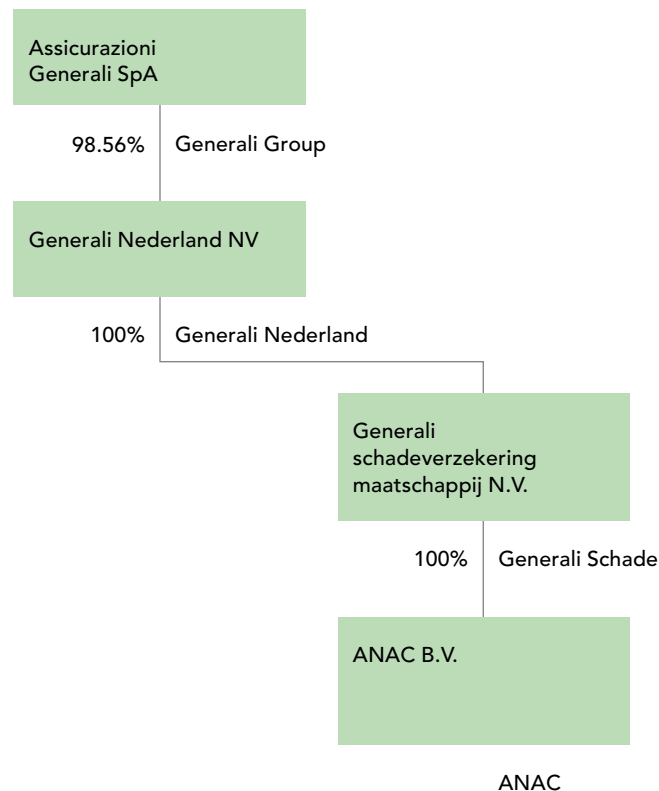 Assicurazioni
Generali SpA
98.56%
Generali Group
Generali Nederland NV
100%
Generali Nederland
Generali
schadeverzekering
maatschappij N.V.
100%
Generali Schade
ANAC B.V.
ANAC